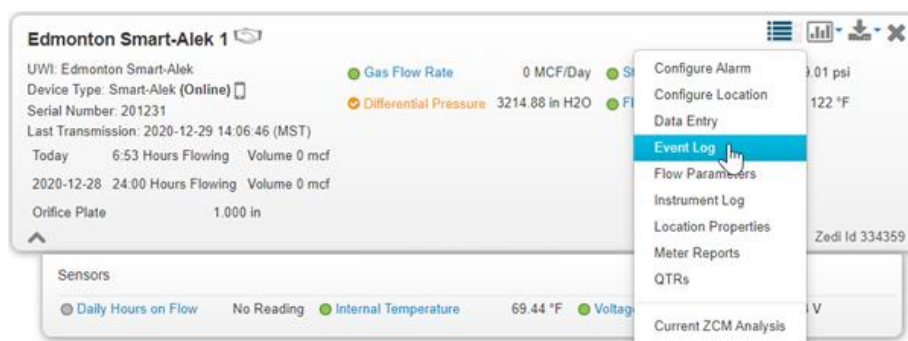 Edmonton Smart-Alek 1
UWI: Edmonton Smart-Alek
Device Type: Smart-Alek (Online)
Serial Number: 201231
Last Transmission: 2020-12-29 14:06:46 (MST)
Today 6:53 Hours Flowing Volume 0 mcf
2020-12-28 24:00 Hours Flowing Volume 0 mcf
Orifice Plate 1.000 in
Gas Flow Rate 0 MCF/Day
Differential Pressure 3214.88 in H2O
.01 psi
122 °F
Configure Alarm
Configure Location
Data Entry
Event Log
Flow Parameters
Instrument Log
Location Properties
Meter Reports
QTRs
Current ZCM Analysis
Zedi Id 334359
Sensors
Daily Hours on Flow No Reading Internal Temperature 69.44 °F Voltag V